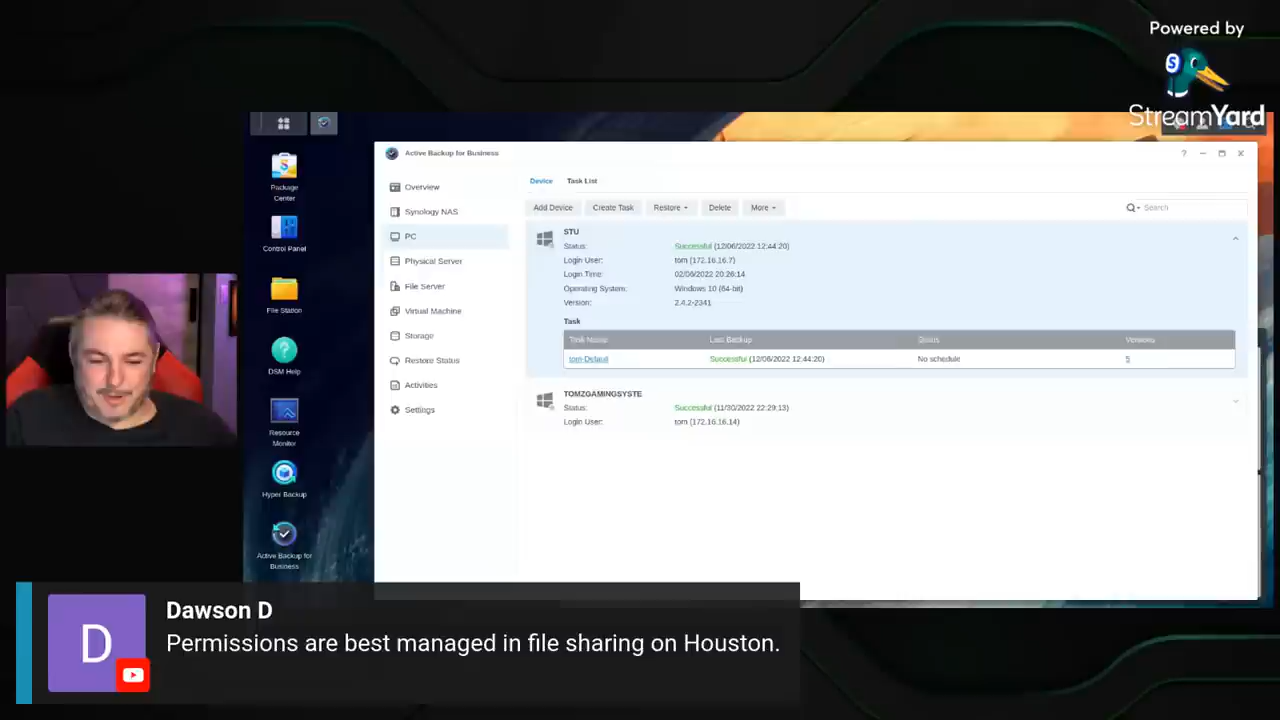 Powered by
S
StreamYard
Package
Center
Control Panel
File Station
DSM Help
Resource
Monitor
Hyper Backup
Active Backup for
Business
Active Backup for Business
?
Overview
Synology NAS
PC
Physical Server
File Server
Virtual Machine
Storage
Restore Status
Activities
Settings
Device Task List
Add Device Create Task Restore Delete More Search
STU
Status: Successful (12/06/2022 12:44:20)
Login User: tom (172.16.16.7)
Login Time: 02/06/2022 20:26:14
Operating System: Windows 10 (64-bit)
Version: 2.4.2-2341
Task
Task Name Last Backup Status Versions
tom-Default Successful (12/06/2022 12:44:20) No schedule 5
TOMZGAMINGSYSTE
Status: Successful (11/30/2022 22:29:13)
Login User: tom (172.16.16.14)
D
Dawson D
Permissions are best managed in file sharing on Houston.